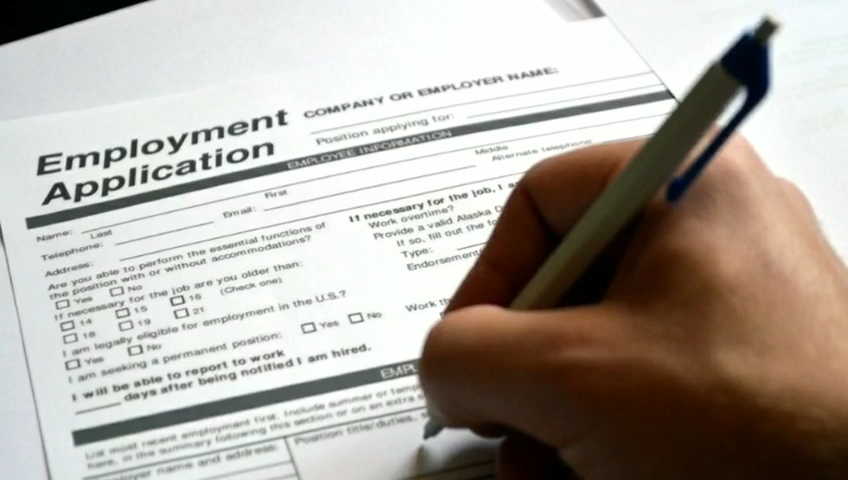 Employment
Application
COMPANY OR EMPLOYER NAME:
Position applying for:
EMPLOYEE INFORMATION
Name:
Last
First
Middle
Telephone:
Email:
Alternate telephone
Address:
Are you able to perform the essential functions of
the position with or without accommodations?
Yes No
If necessary for the job are you older than:
14 15 16 (Check one)
18 19 21
I am legally eligible for employment in the U.S.?
Yes No
I am seeking a permanent position: Yes No
I will be able to report to work
days after being notified I am hired.
If necessary for the job, I
Work overtime?
Provide a valid Alaska
If so, fill out the
Type:
Work
List most recent employment first. Include summer or
here, in the summary following this section or on an extra
name and address:
Position title/duties,